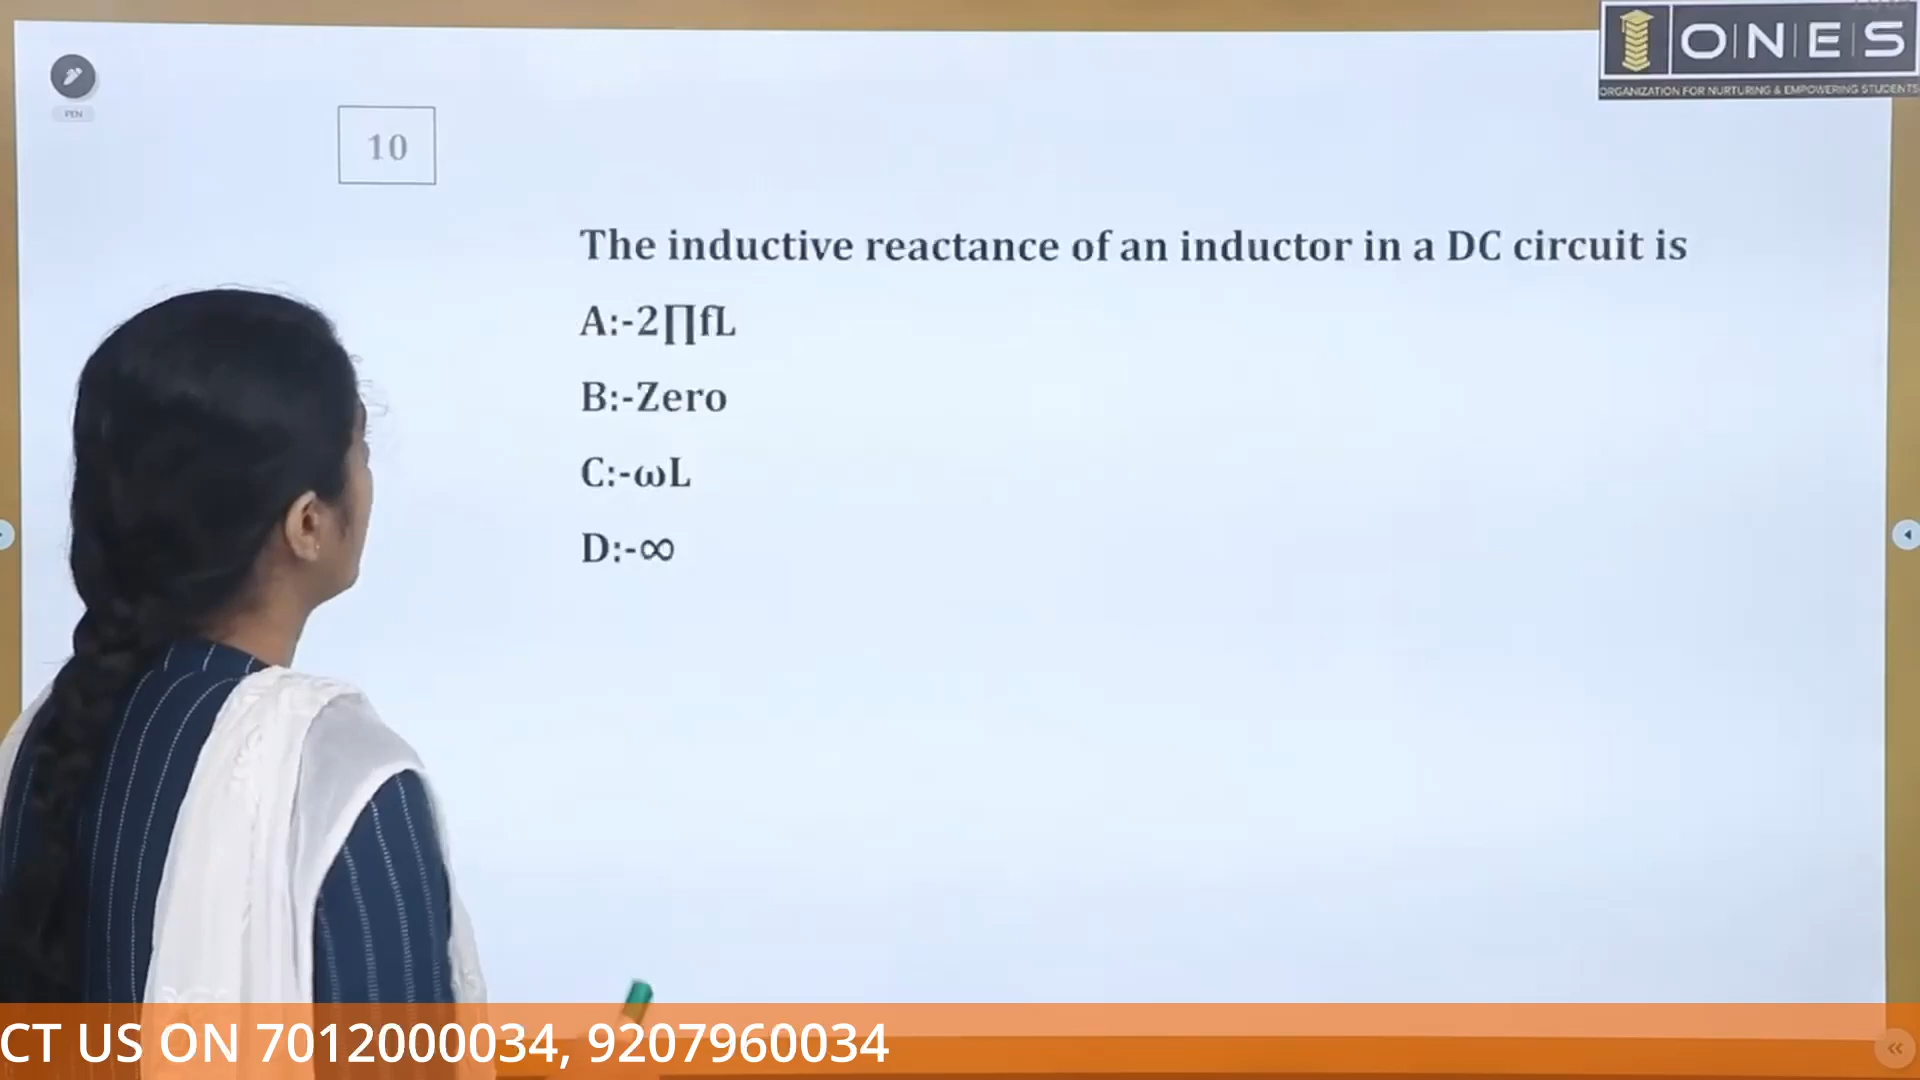 O|N|E|S
ORGANIZATION FOR NURTURING & EMPOWERING STUDENTS
PEN
10
The inductive reactance of an inductor in a DC circuit is
A:-2∏fL
B:-Zero
C:-ωL
D:-∞
CT US ON 7012000034, 9207960034